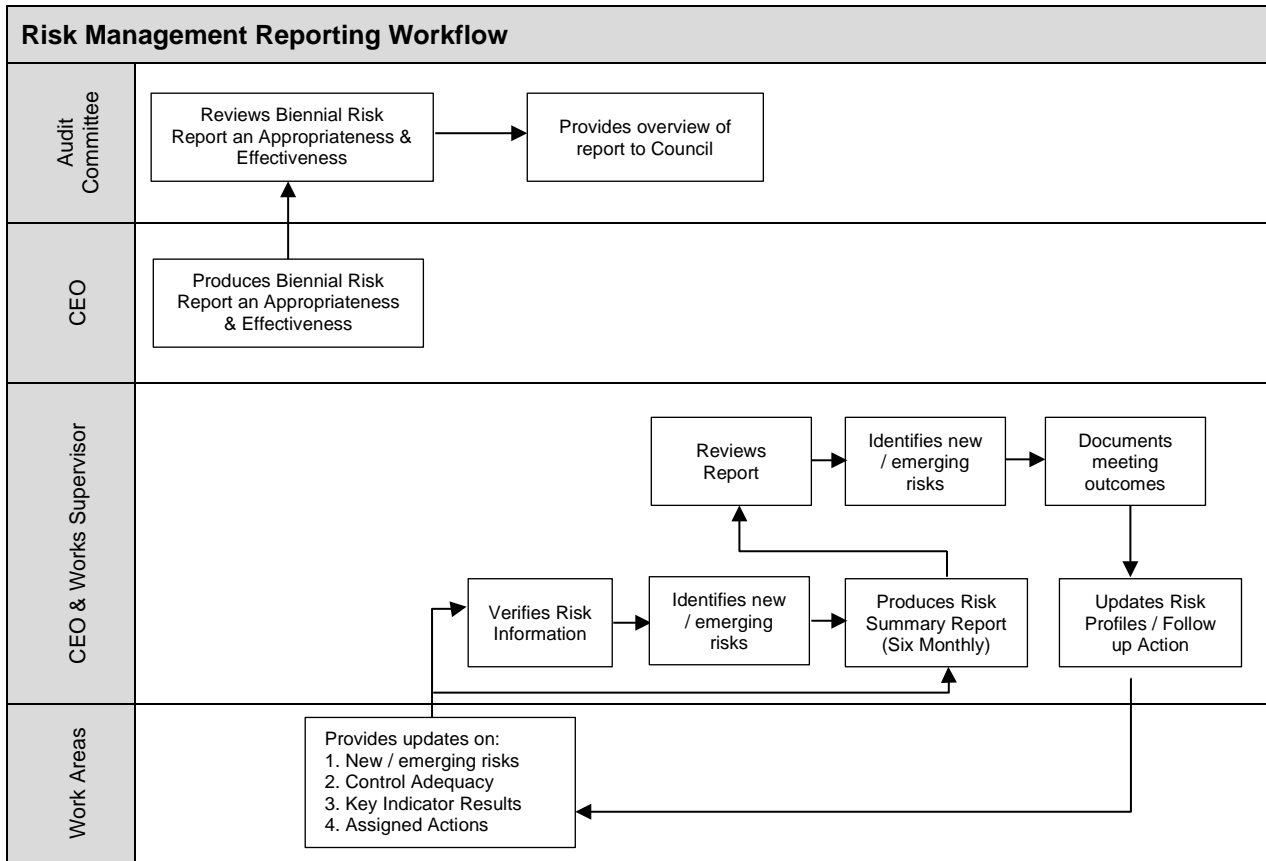 Risk Management Reporting Workflow
Audit
Committee
Reviews Biennial Risk
Report an Appropriateness &
Effectiveness
Provides overview of
report to Council
CEO
Produces Biennial Risk
Report an Appropriateness
& Effectiveness
CEO & Works Supervisor
Reviews
Report
Identifies new
/ emerging
risks
Documents
meeting
outcomes
Verifies Risk
Information
Identifies new
/ emerging
risks
Produces Risk
Summary Report
(Six Monthly)
Updates Risk
Profiles / Follow
up Action
Work Areas
Provides updates on:
1. New / emerging risks
2. Control Adequacy
3. Key Indicator Results
4. Assigned Actions